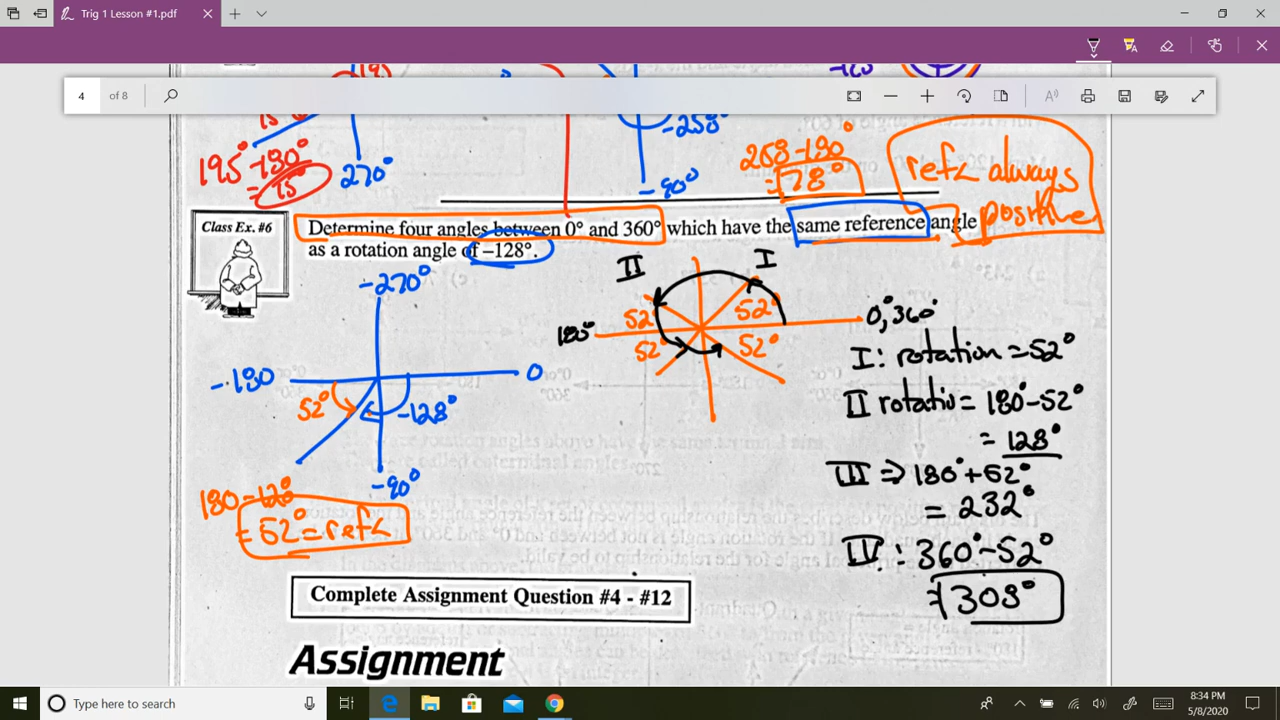 Trig 1 Lesson #1.pdf
4 of 8
195° -180°
= 15°
270°
-258°
-90°
258-180°
= 78°
ref∠ always
positive
Class Ex. #6
Determine four angles between 0° and 360° which have the same reference angle
as a rotation angle of –128°.
-270°
-180
0
52°
-128°
-90°
180-128°
= 52° = ref∠
II
I
52
52°
180°
52°
52°
0°,360°
I: rotation = 52°
II rotatio = 180°-52°
= 128°
III ⇒ 180°+52°
= 232°
IV: 360°-52°
= 308°
Complete Assignment Question #4 - #12
Assignment
Type here to search
8:34 PM
5/8/2020